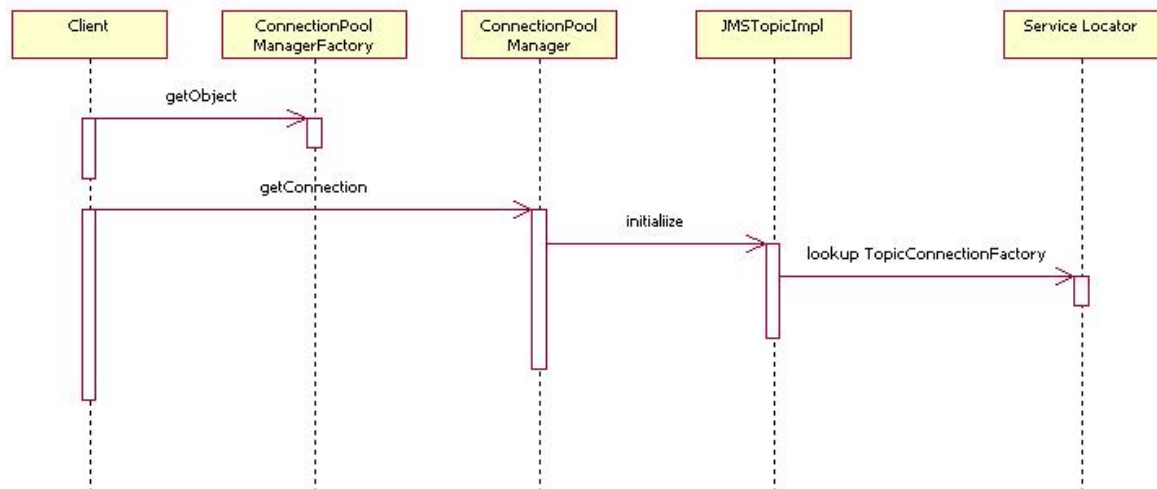 Client
ConnectionPool
ManagerFactory
ConnectionPool
Manager
JMSTopicImpl
Service Locator
getObject
getConnection
initialiize
lookup TopicConnectionFactory